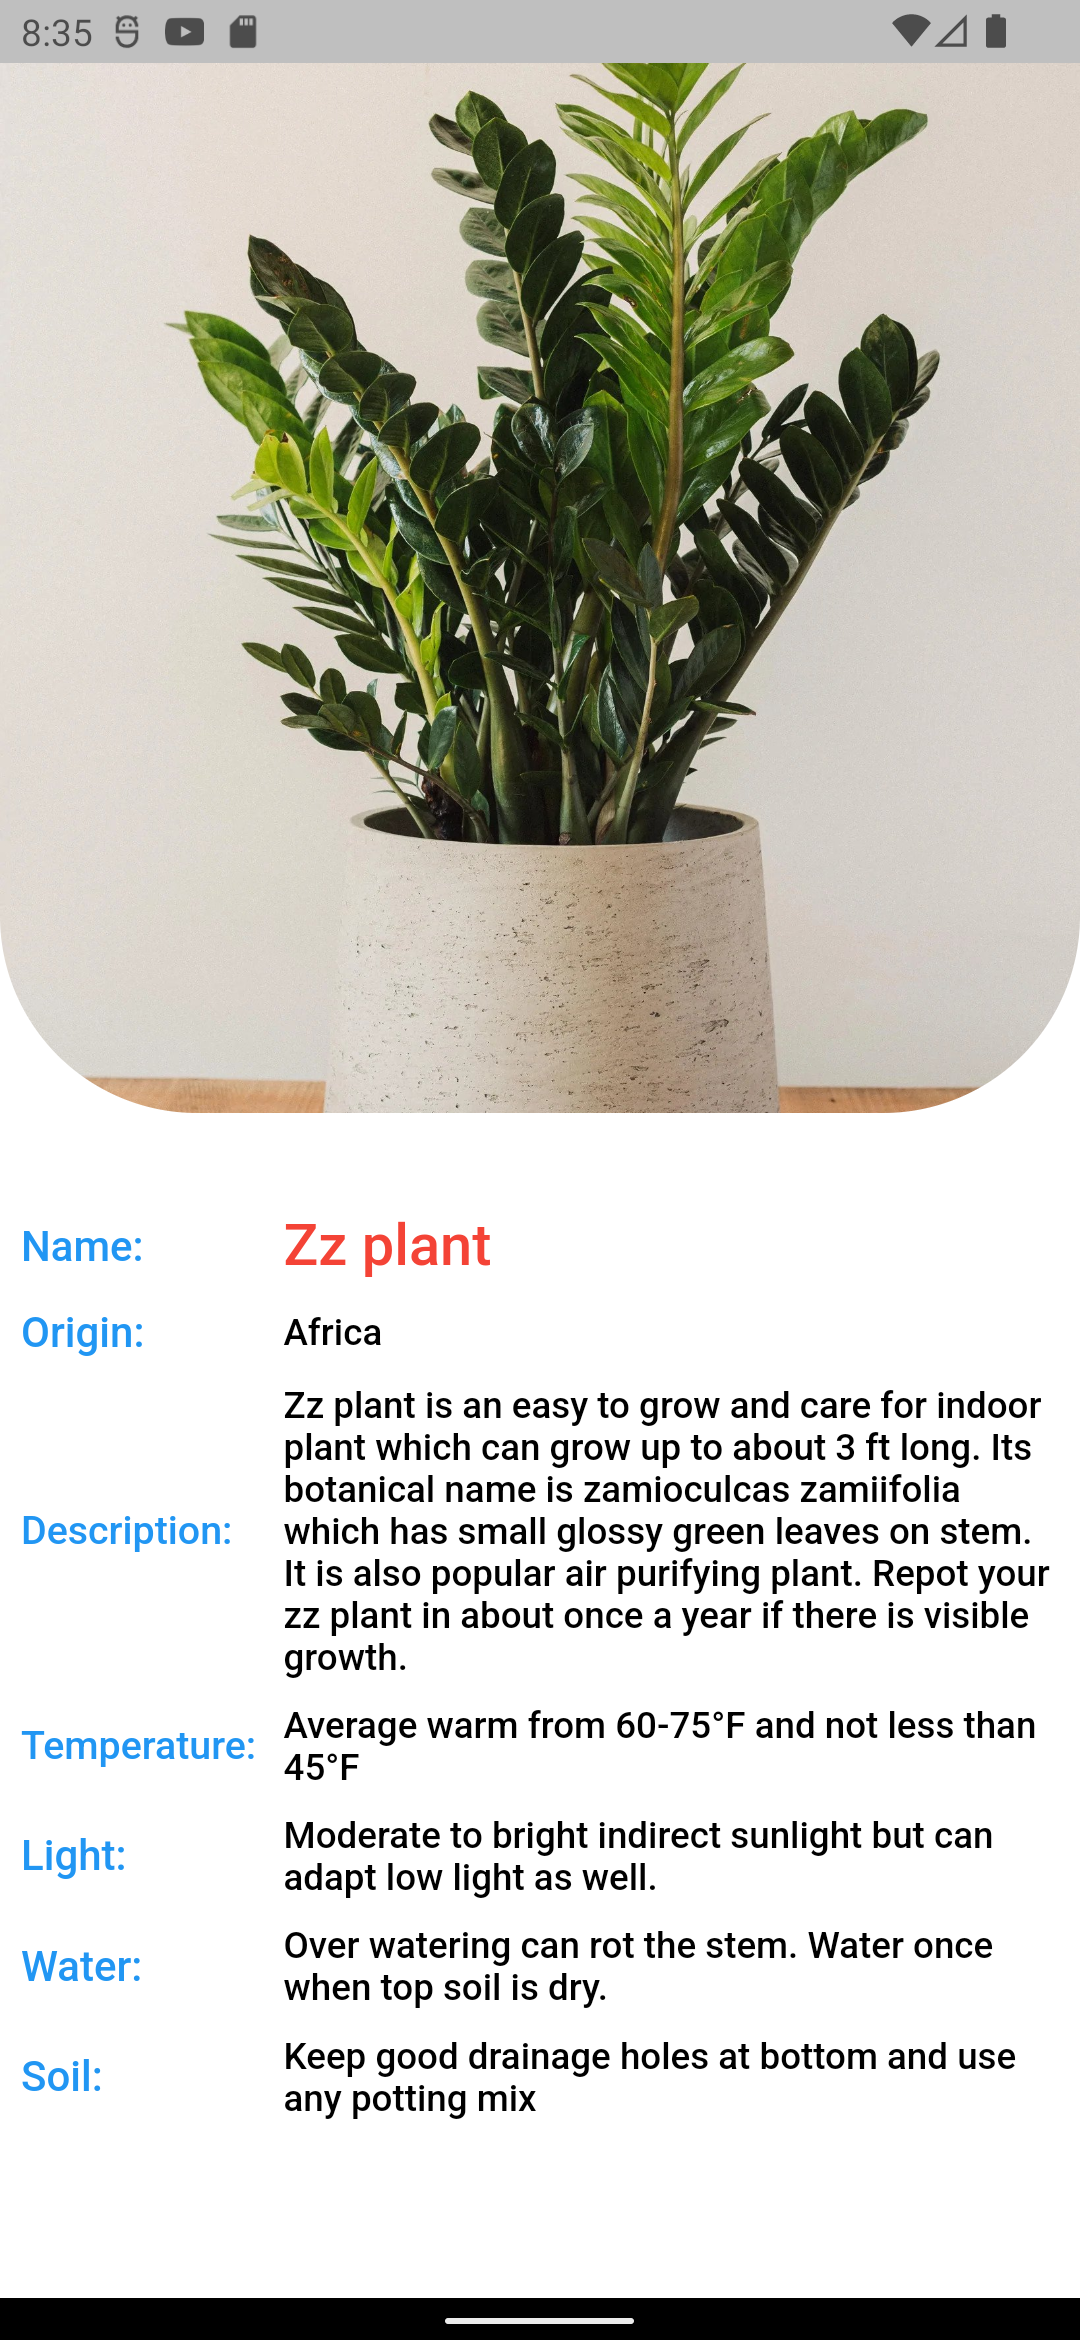 8:35
Name: Zz plant
Origin: Africa
Description: Zz plant is an easy to grow and care for indoor
plant which can grow up to about 3 ft long. Its
botanical name is zamioculcas zamiifolia
which has small glossy green leaves on stem.
It is also popular air purifying plant. Repot your
zz plant in about once a year if there is visible
growth.
Temperature: Average warm from 60-75°F and not less than
45°F
Light: Moderate to bright indirect sunlight but can
adapt low light as well.
Water: Over watering can rot the stem. Water once
when top soil is dry.
Soil: Keep good drainage holes at bottom and use
any potting mix